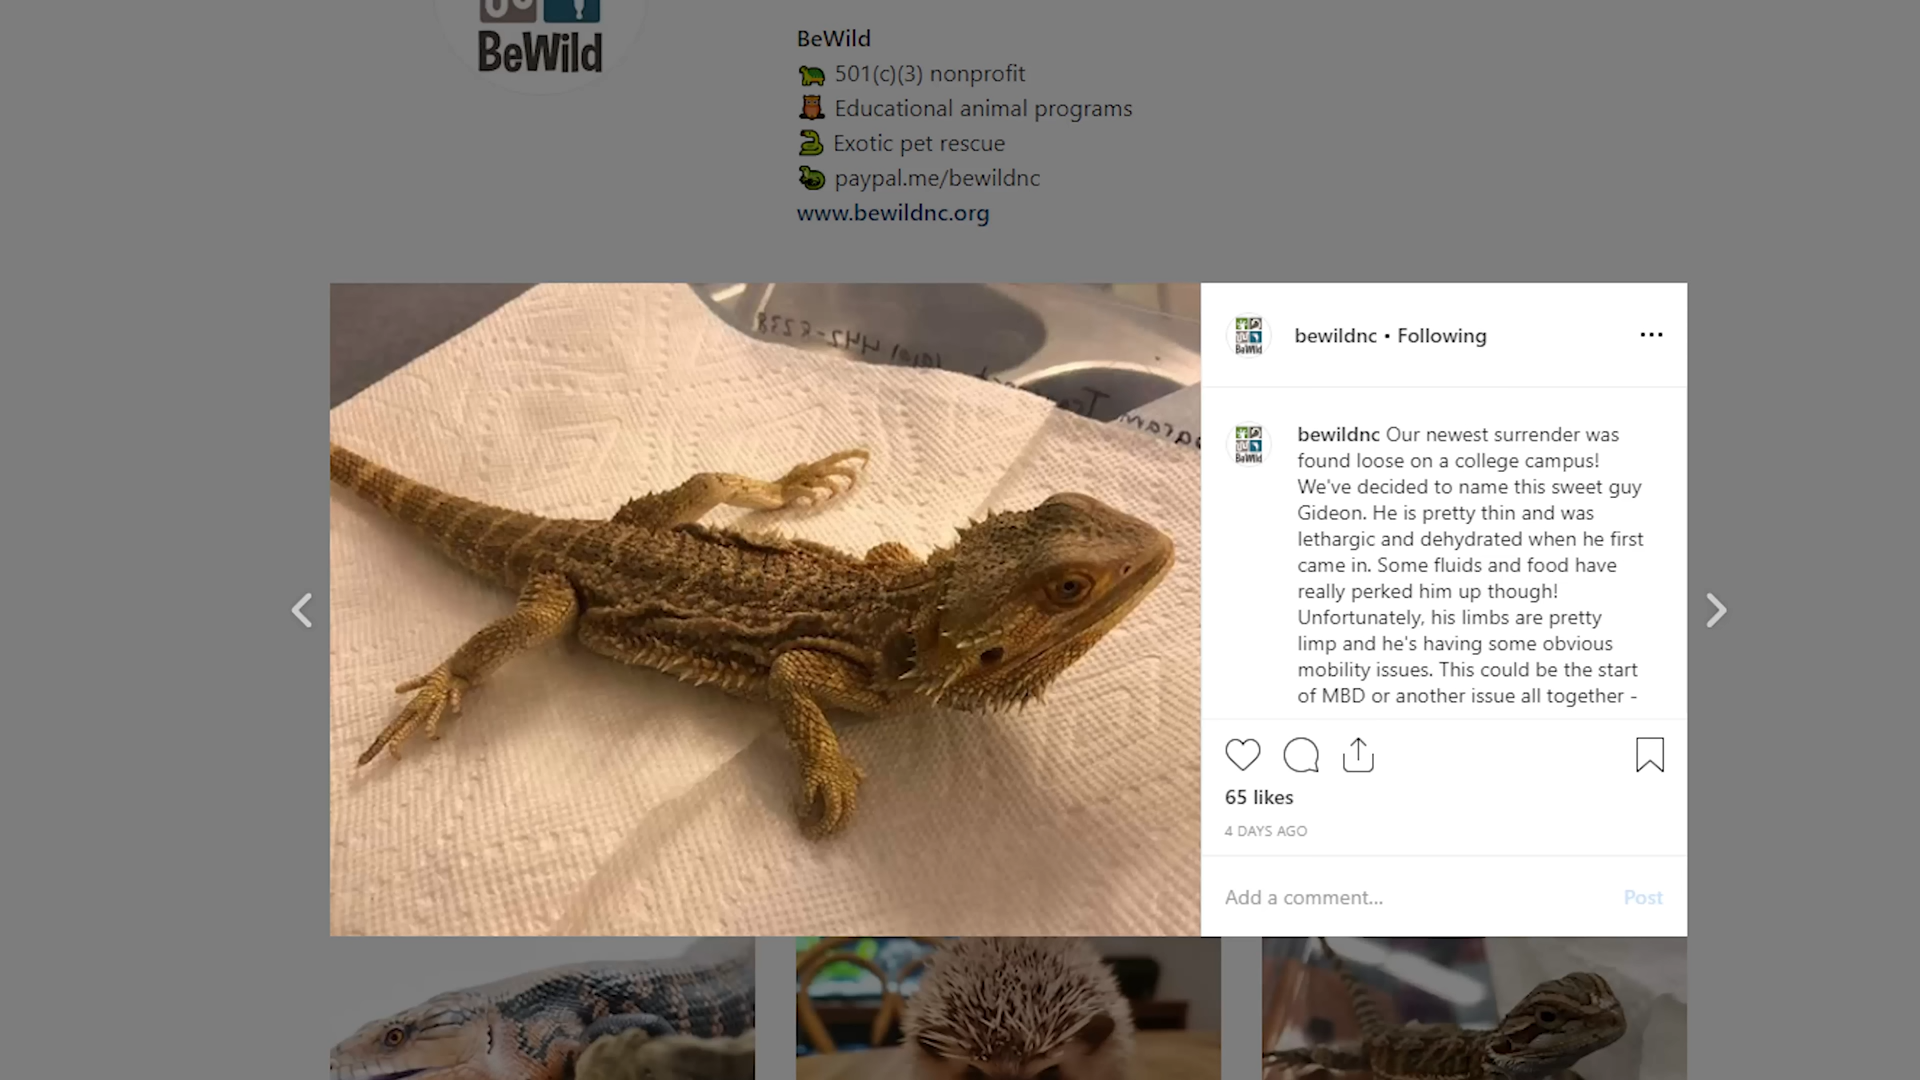 BeWild
BeWild
501(c)(3) nonprofit
Educational animal programs
Exotic pet rescue
paypal.me/bewildnc
www.bewildnc.org
442-8238
bewildnc • Following
BeWild
bewildnc Our newest surrender was
found loose on a college campus!
We've decided to name this sweet guy
Gideon. He is pretty thin and was
lethargic and dehydrated when he first
came in. Some fluids and food have
really perked him up though!
Unfortunately, his limbs are pretty
limp and he's having some obvious
mobility issues. This could be the start
of MBD or another issue all together -
BeWild
65 likes
4 DAYS AGO
Add a comment...
Post